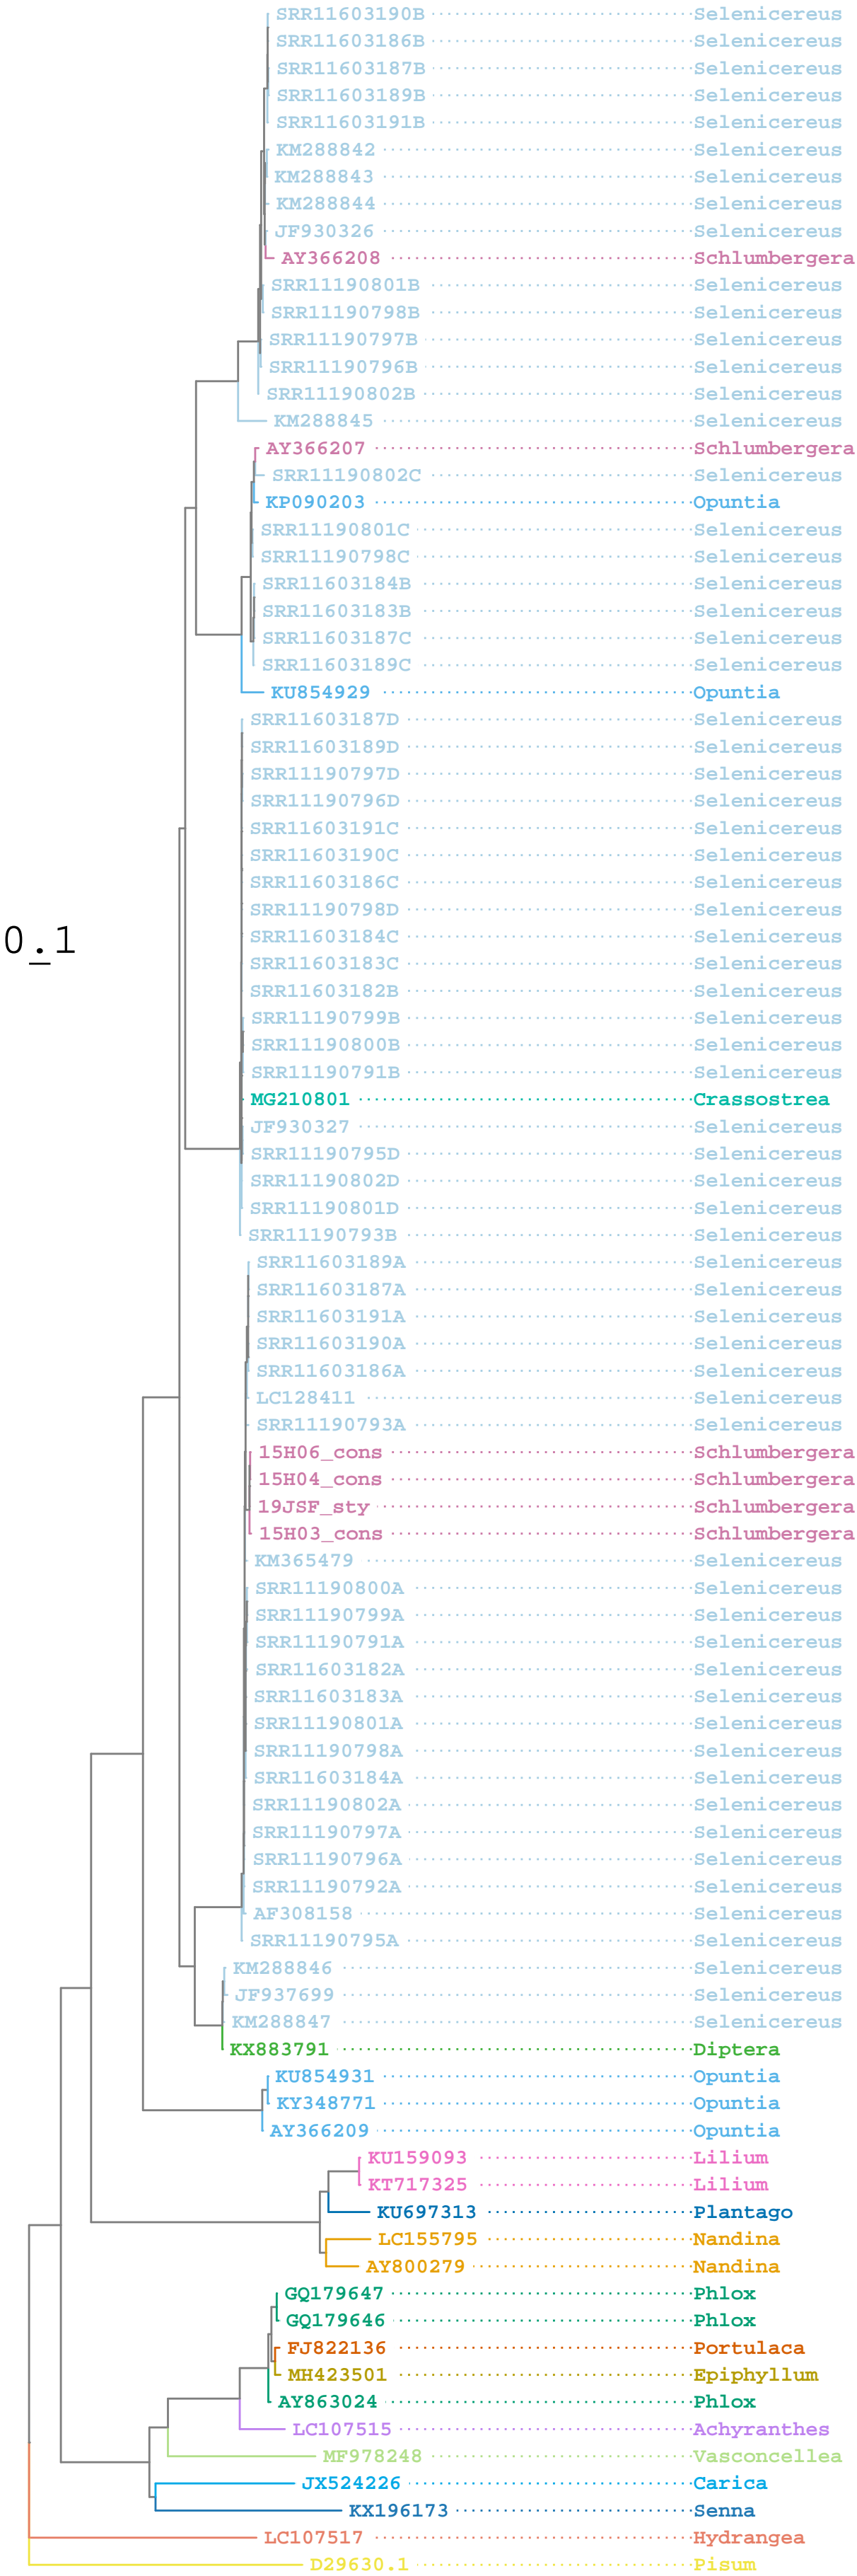 SRR11603190B Selenicereus
SRR11603186B Selenicereus
SRR11603187B Selenicereus
SRR11603189B Selenicereus
SRR11603191B Selenicereus
KM288842 Selenicereus
KM288843 Selenicereus
KM288844 Selenicereus
JF930326 Selenicereus
AY366208 Schlumbergera
SRR11190801B Selenicereus
SRR11190798B Selenicereus
SRR11190797B Selenicereus
SRR11190796B Selenicereus
SRR11190802B Selenicereus
KM288845 Selenicereus
AY366207 Schlumbergera
SRR11190802C Selenicereus
KP090203 Opuntia
SRR11190801C Selenicereus
SRR11190798C Selenicereus
SRR11603184B Selenicereus
SRR11603183B Selenicereus
SRR11603187C Selenicereus
SRR11603189C Selenicereus
KU854929 Opuntia
SRR11603187D Selenicereus
SRR11603189D Selenicereus
SRR11190797D Selenicereus
SRR11190796D Selenicereus
SRR11603191C Selenicereus
SRR11603190C Selenicereus
SRR11603186C Selenicereus
SRR11190798D Selenicereus
SRR11603184C Selenicereus
0.1
SRR11603183C Selenicereus
SRR11603182B Selenicereus
SRR11190799B Selenicereus
SRR11190800B Selenicereus
SRR11190791B Selenicereus
MG210801 Crassostrea
JF930327 Selenicereus
SRR11190795D Selenicereus
SRR11190802D Selenicereus
SRR11190801D Selenicereus
SRR11190793B Selenicereus
SRR11603189A Selenicereus
SRR11603187A Selenicereus
SRR11603191A Selenicereus
SRR11603190A Selenicereus
SRR11603186A Selenicereus
LC128411 Selenicereus
SRR11190793A Selenicereus
15H06_cons Schlumbergera
15H04_cons Schlumbergera
19JSF_sty Schlumbergera
15H03_cons Schlumbergera
KM365479 Selenicereus
SRR11190800A Selenicereus
SRR11190799A Selenicereus
SRR11190791A Selenicereus
SRR11603182A Selenicereus
SRR11603183A Selenicereus
SRR11190801A Selenicereus
SRR11190798A Selenicereus
SRR11603184A Selenicereus
SRR11190802A Selenicereus
SRR11190797A Selenicereus
SRR11190796A Selenicereus
SRR11190792A Selenicereus
AF308158 Selenicereus
SRR11190795A Selenicereus
KM288846 Selenicereus
JF937699 Selenicereus
KM288847 Selenicereus
KX883791 Diptera
KU854931 Opuntia
KY348771 Opuntia
AY366209 Opuntia
KU159093 Lilium
KT717325 Lilium
KU697313 Plantago
LC155795 Nandina
AY800279 Nandina
GQ179647 Phlox
GQ179646 Phlox
FJ822136 Portulaca
MH423501 Epiphyllum
AY863024 Phlox
LC107515 Achyranthes
MF978248 Vasconcellea
JX524226 Carica
KX196173 Senna
LC107517 Hydrangea
D29630.1 Pisum